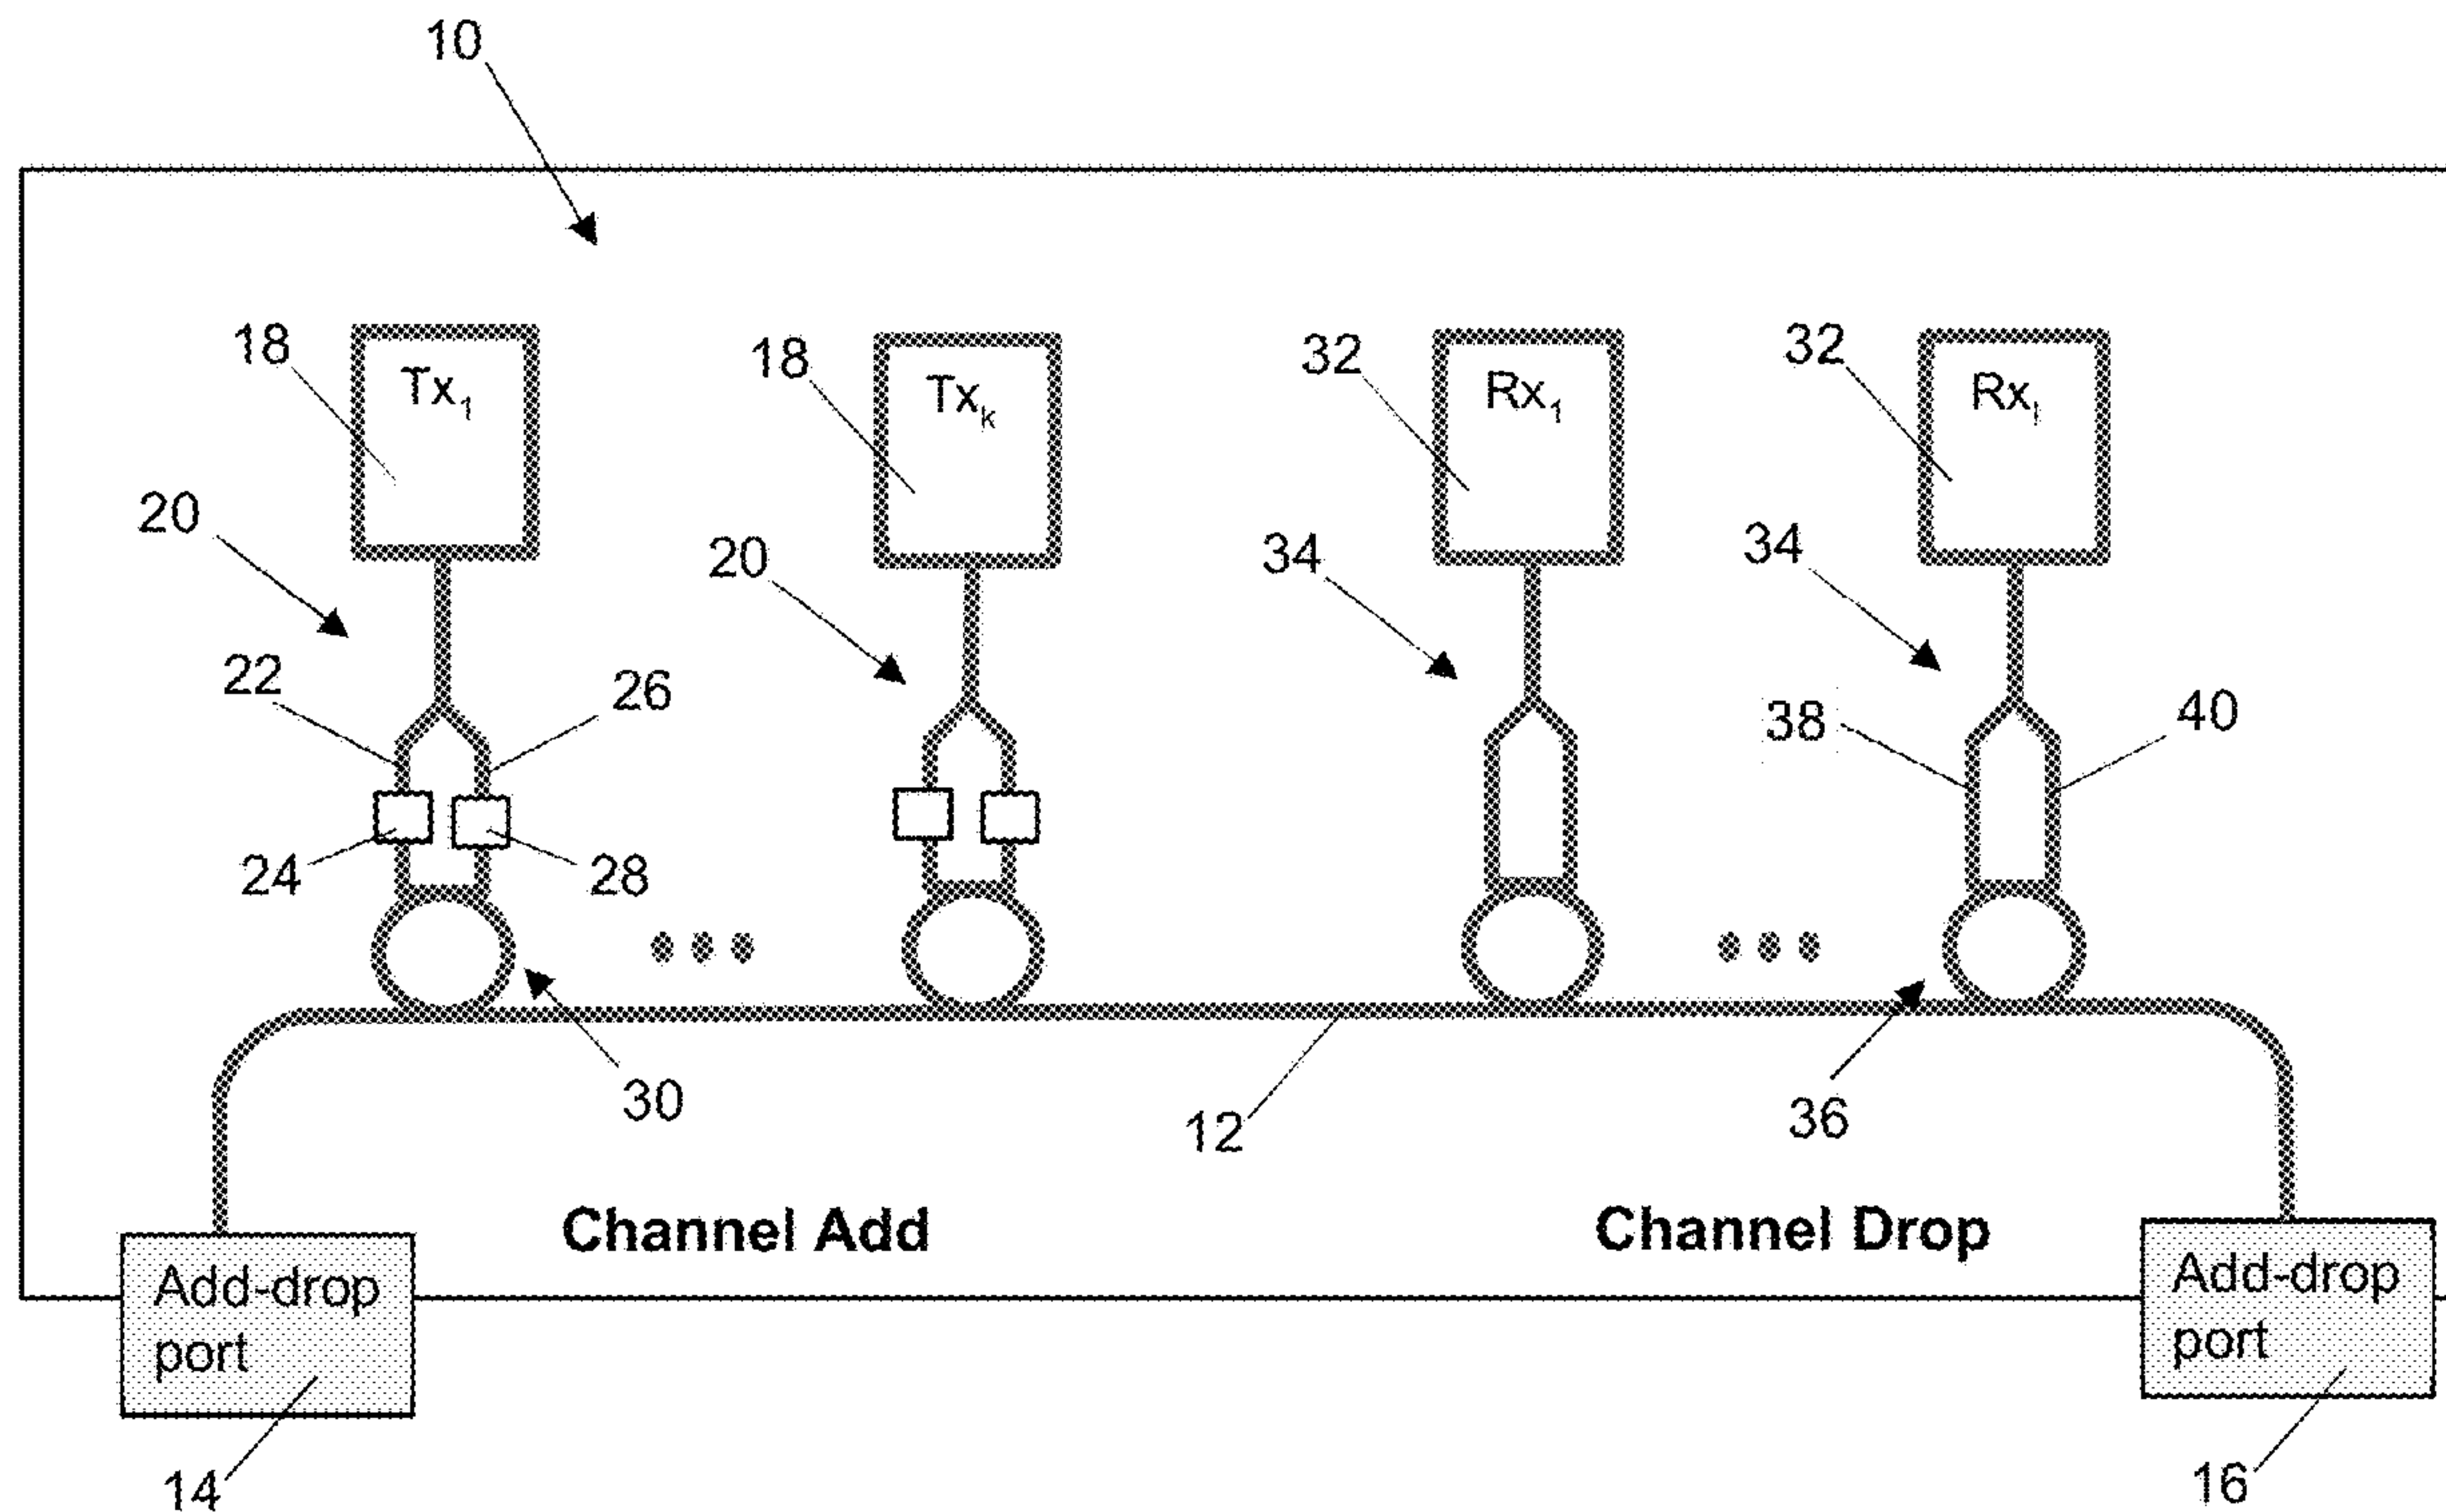 10
18
Tx₁
18
Txₖ
32
Rx₁
32
Rxₗ
20
20
34
34
22
26
38
40
24
28
30
12
36
Channel Add
Channel Drop
Add-drop
port
Add-drop
port
14
16